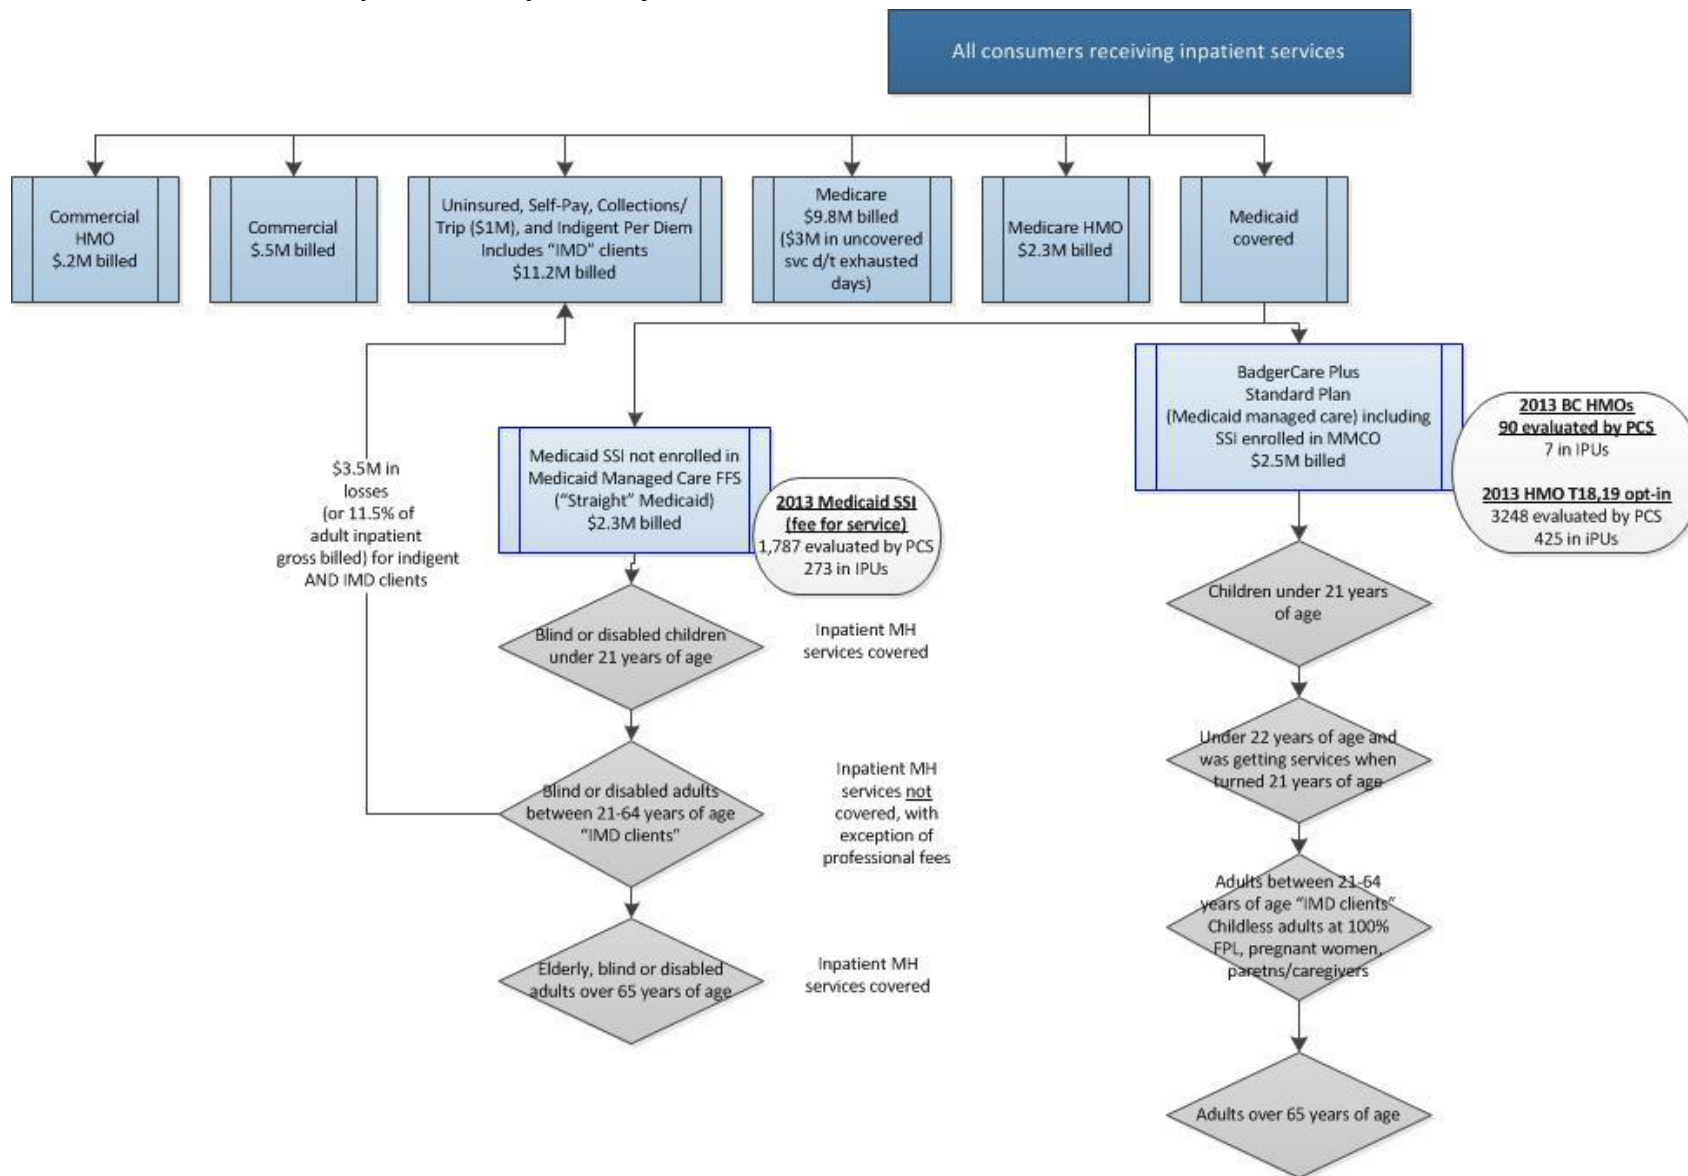 All consumers receiving inpatient services
Commercial
HMO
$.2M billed
Commercial
$.5M billed
Uninsured, Self-Pay, Collections/
Trip ($1M), and Indigent Per Diem
Includes “IMD” clients
$11.2M billed
Medicare
$9.8M billed
($3M in uncovered
svc d/t exhausted
days)
Medicare HMO
$2.3M billed
Medicaid
covered
BadgerCare Plus
Standard Plan
(Medicaid managed care) including
SSI enrolled in MMCO
$2.5M billed
2013 BC HMOs
90 evaluated by PCS
7 in IPUs
2013 HMO T18,19 opt-in
3248 evaluated by PCS
425 in iPUs
Medicaid SSI not enrolled in
Medicaid Managed Care FFS
(“Straight” Medicaid)
$2.3M billed
2013 Medicaid SSI
(fee for service)
1,787 evaluated by PCS
273 in IPUs
$3.5M in
losses
(or 11.5% of
adult inpatient
gross billed) for indigent
AND IMD clients
Blind or disabled children
under 21 years of age
Inpatient MH
services covered
Blind or disabled adults
between 21-64 years of age
“IMD clients”
Inpatient MH
services not
covered, with
exception of
professional fees
Elderly, blind or disabled
adults over 65 years of age
Inpatient MH
services covered
Children under 21 years
of age
Under 22 years of age and
was getting services when
turned 21 years of age
Adults between 21-64
years of age “IMD clients”
Childless adults at 100%
FPL, pregnant women,
paretns/caregivers
Adults over 65 years of age